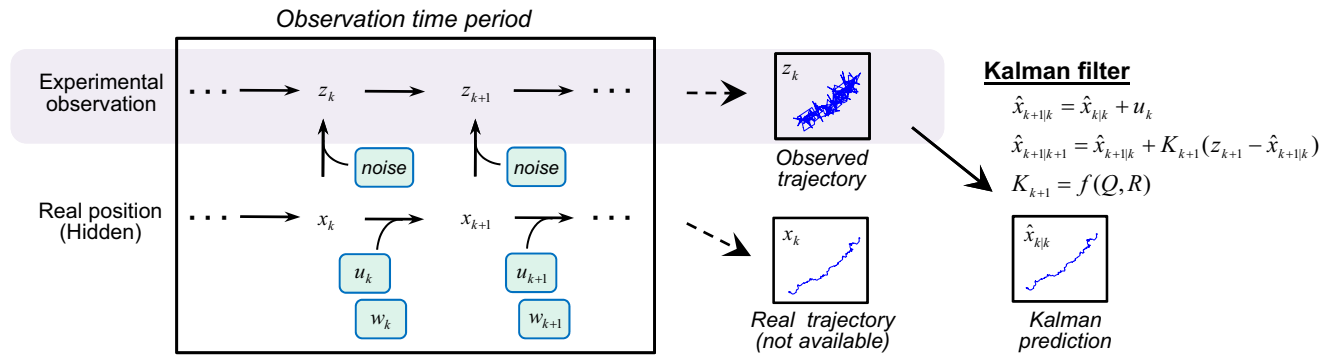 Observation time period
Experimental
observation
· · ·
z_k
z_{k+1}
· · ·
noise
noise
Real position
(Hidden)
· · ·
x_k
x_{k+1}
· · ·
u_k
u_{k+1}
w_k
w_{k+1}
z_k
Observed
trajectory
x_k
Real trajectory
(not available)
Kalman filter
x̂_{k+1|k} = x̂_{k|k} + u_k
x̂_{k+1|k+1} = x̂_{k+1|k} + K_{k+1}(z_{k+1} − x̂_{k+1|k})
K_{k+1} = f(Q, R)
x̂_{k|k}
Kalman
prediction